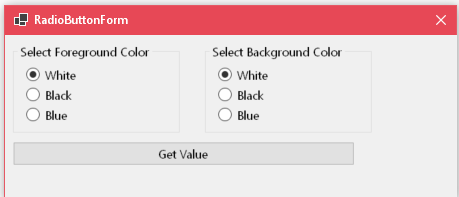 RadioButtonForm
Select Foreground Color
White
Black
Blue
Select Background Color
White
Black
Blue
Get Value